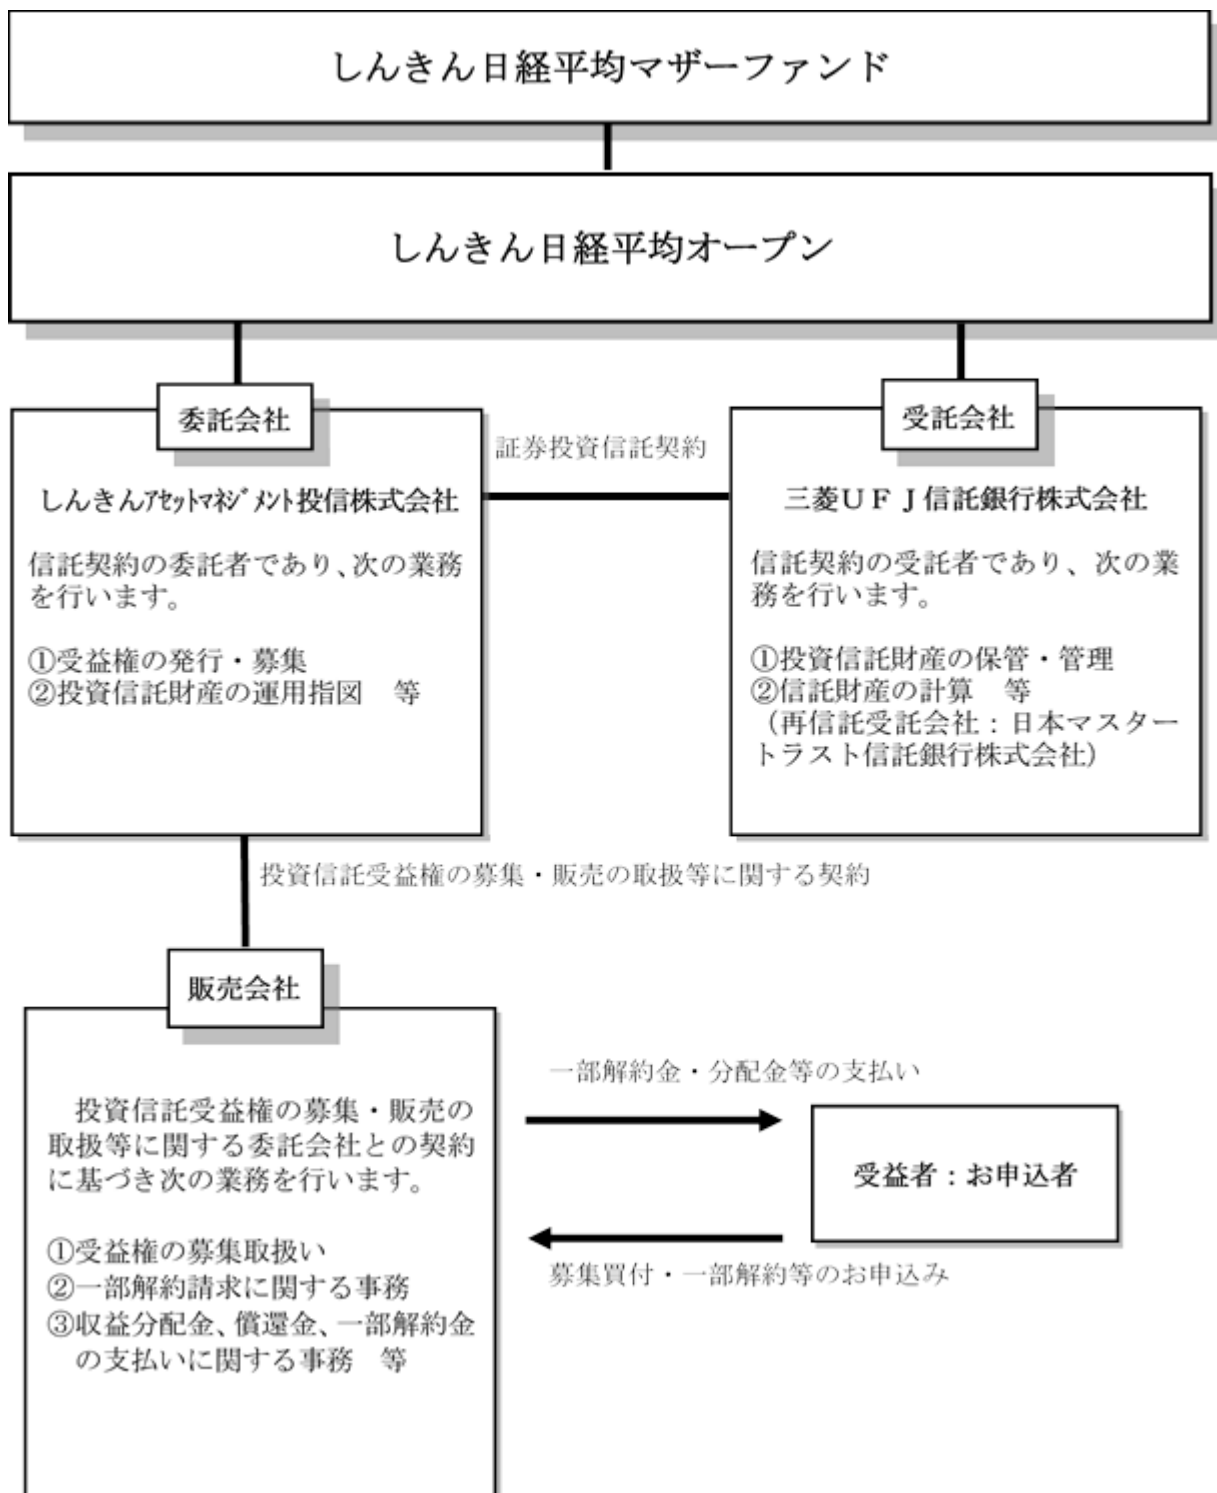 しんきん日経平均マザーファンド
しんきん日経平均オープン
委託会社
しんきんｱｾｯﾄﾏﾈｼﾞﾒﾝﾄ投信株式会社
信託契約の委託者であり、次の業務
を行います。
①受益権の発行・募集
②投資信託財産の運用指図　等
証券投資信託契約
受託会社
三菱ＵＦＪ信託銀行株式会社
信託契約の受託者であり、次の業
務を行います。
①投資信託財産の保管・管理
②信託財産の計算　等
（再信託受託会社：日本マスター
トラスト信託銀行株式会社）
投資信託受益権の募集・販売の取扱等に関する契約
販売会社
投資信託受益権の募集・販売の
取扱等に関する委託会社との契約
に基づき次の業務を行います。
①受益権の募集取扱い
②一部解約請求に関する事務
③収益分配金、償還金、一部解約金
の支払いに関する事務　等
一部解約金・分配金等の支払い
受益者：お申込者
募集買付・一部解約等のお申込み